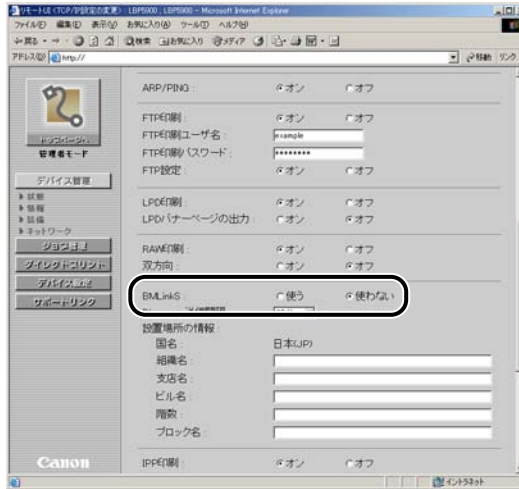 リモートUI <TCP/IP設定の変更> : LBP5900 ; LBP5900 - Microsoft Internet Explorer
ファイル(F) 編集(E) 表示(V) お気に入り(A) ツール(T) ヘルプ(H)
戻る 検索 お気に入り メディア
アドレス(D) http:// 移動 リンク
トップページへ
管理者モード
デバイス管理
状態
情報
装備
ネットワーク
ジョブ管理
ダイレクトプリント
デバイス設定
サポートリンク
Canon
ARP/PING : オン オフ
FTP印刷 : オン オフ
FTP印刷ユーザ名 : example
FTP印刷パスワード : ********
FTP設定 : オン オフ
LPD印刷 : オン オフ
LPDバナーページの出力 : オン オフ
RAW印刷 : オン オフ
双方向 : オン オフ
BMLinkS : 使う 使わない
設置場所の情報 :
国名 : 日本(JP)
組織名 :
支店名 :
ビル名 :
階数 :
ブロック名 :
IPP印刷 : オン オフ
イントラネット